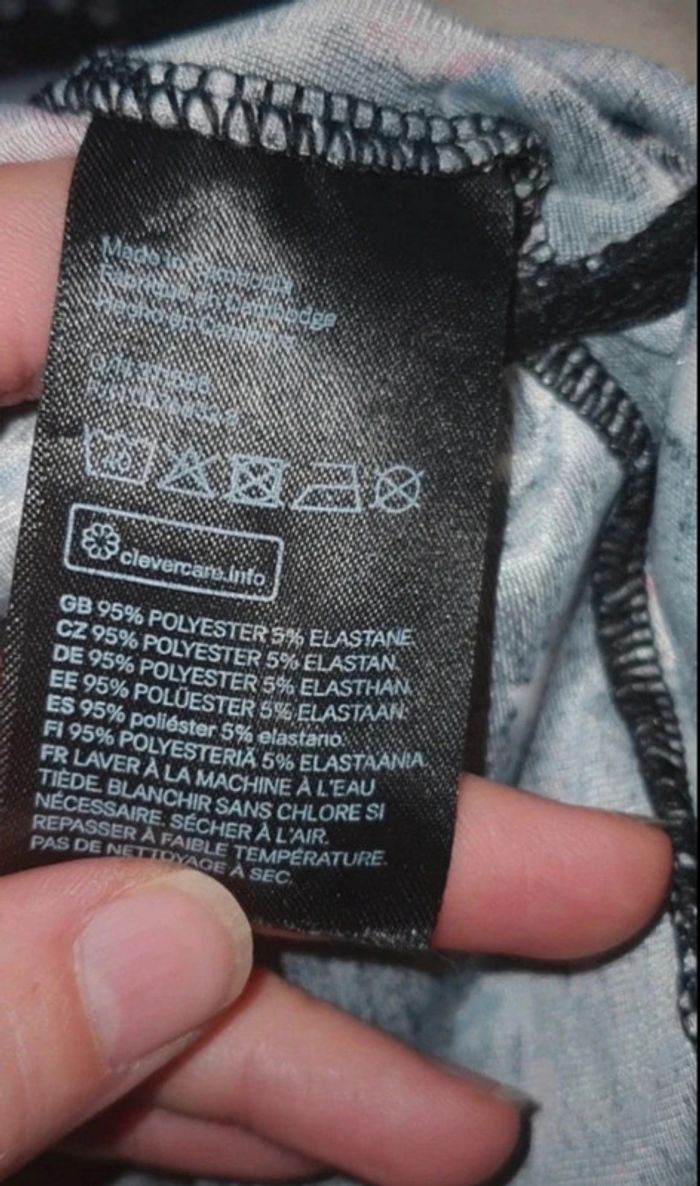 Made in Cambodia
Fabriqué en Cambodge
Hecho en Camboya
40
clevercare.info
GB 95% POLYESTER 5% ELASTANE.
CZ 95% POLYESTER 5% ELASTAN.
DE 95% POLYESTER 5% ELASTHAN.
EE 95% POLÜESTER 5% ELASTAAN.
ES 95% poliéster 5% elastano.
FI 95% POLYESTERIÄ 5% ELASTAANIA.
FR LAVER À LA MACHINE À L'EAU
TIÈDE. BLANCHIR SANS CHLORE SI
NÉCESSAIRE. SÉCHER À L'AIR.
REPASSER À FAIBLE TEMPÉRATURE.
PAS DE NETTOYAGE À SEC.